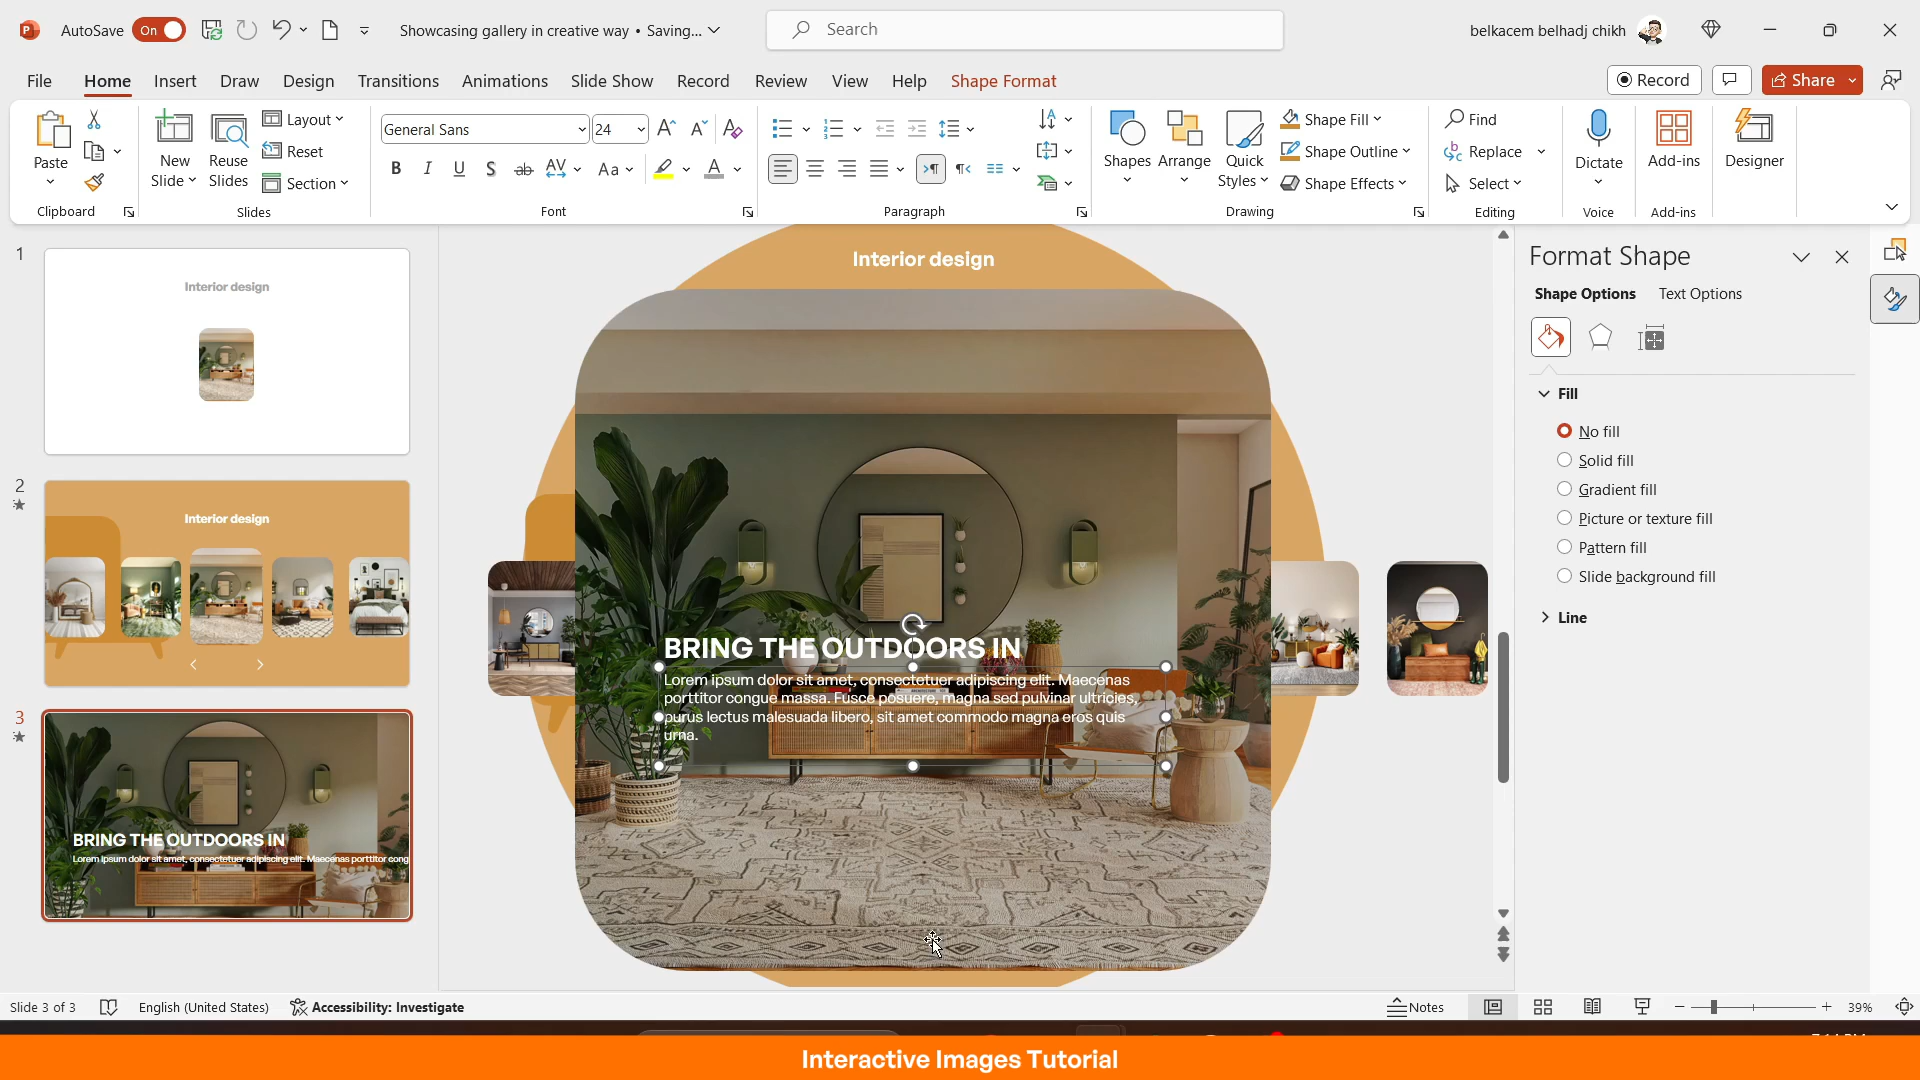 AutoSave On Showcasing gallery in creative way • Saving... Search belkacem belhadj chikh
File Home Insert Draw Design Transitions Animations Slide Show Record Review View Help Shape Format Record Share
Paste
Clipboard
New Slide
Reuse Slides
Layout
Reset
Section
Slides
General Sans 24
Font
Paragraph
Shapes
Arrange
Quick Styles
Shape Fill
Shape Outline
Shape Effects
Drawing
Find
Replace
Select
Editing
Dictate
Voice
Add-ins
Add-ins
Designer
1
Interior design
2
Interior design
3
BRING THE OUTDOORS IN
Lorem ipsum dolor sit amet, consectetuer adipiscing elit. Maecenas porttitor cong
Interior design
BRING THE OUTDOORS IN
Lorem ipsum dolor sit amet, consectetuer adipiscing elit. Maecenas
porttitor congue massa. Fusce posuere, magna sed pulvinar ultricies,
purus lectus malesuada libero, sit amet commodo magna eros quis
urna.
Format Shape
Shape Options Text Options
Fill
No fill
Solid fill
Gradient fill
Picture or texture fill
Pattern fill
Slide background fill
Line
Slide 3 of 3 English (United States) Accessibility: Investigate Notes 39%
Interactive Images Tutorial